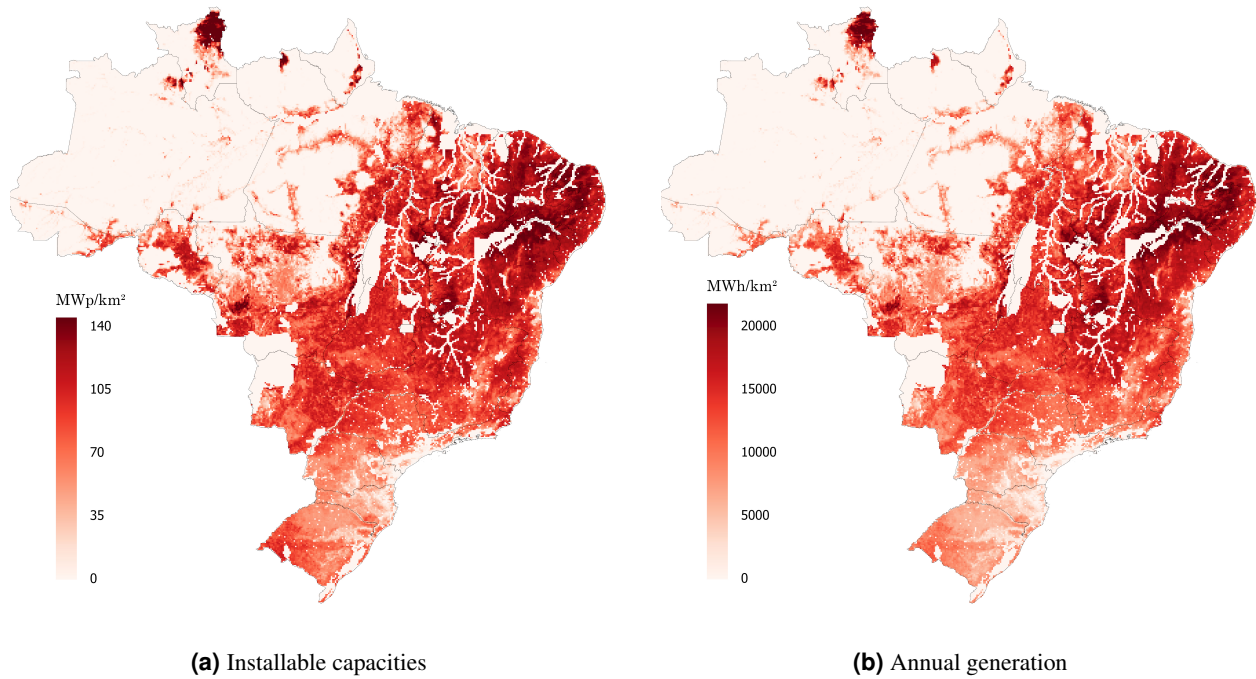 MWp/km²
140
105
70
35
0
(a) Installable capacities
MWh/km²
20000
15000
10000
5000
0
(b) Annual generation